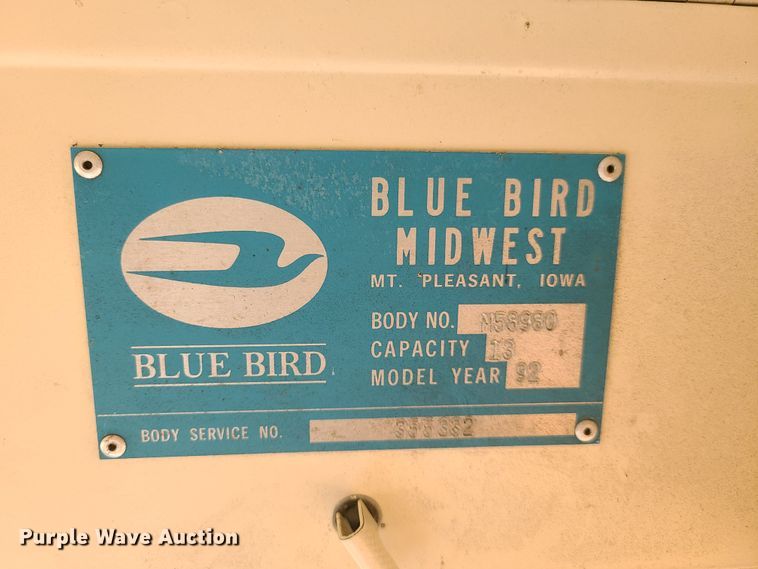 BLUE BIRD
MIDWEST
MT. PLEASANT, IOWA
BODY NO.
CAPACITY 13
MODEL YEAR 92
BLUE BIRD
BODY SERVICE NO.
Purple Wave Auction